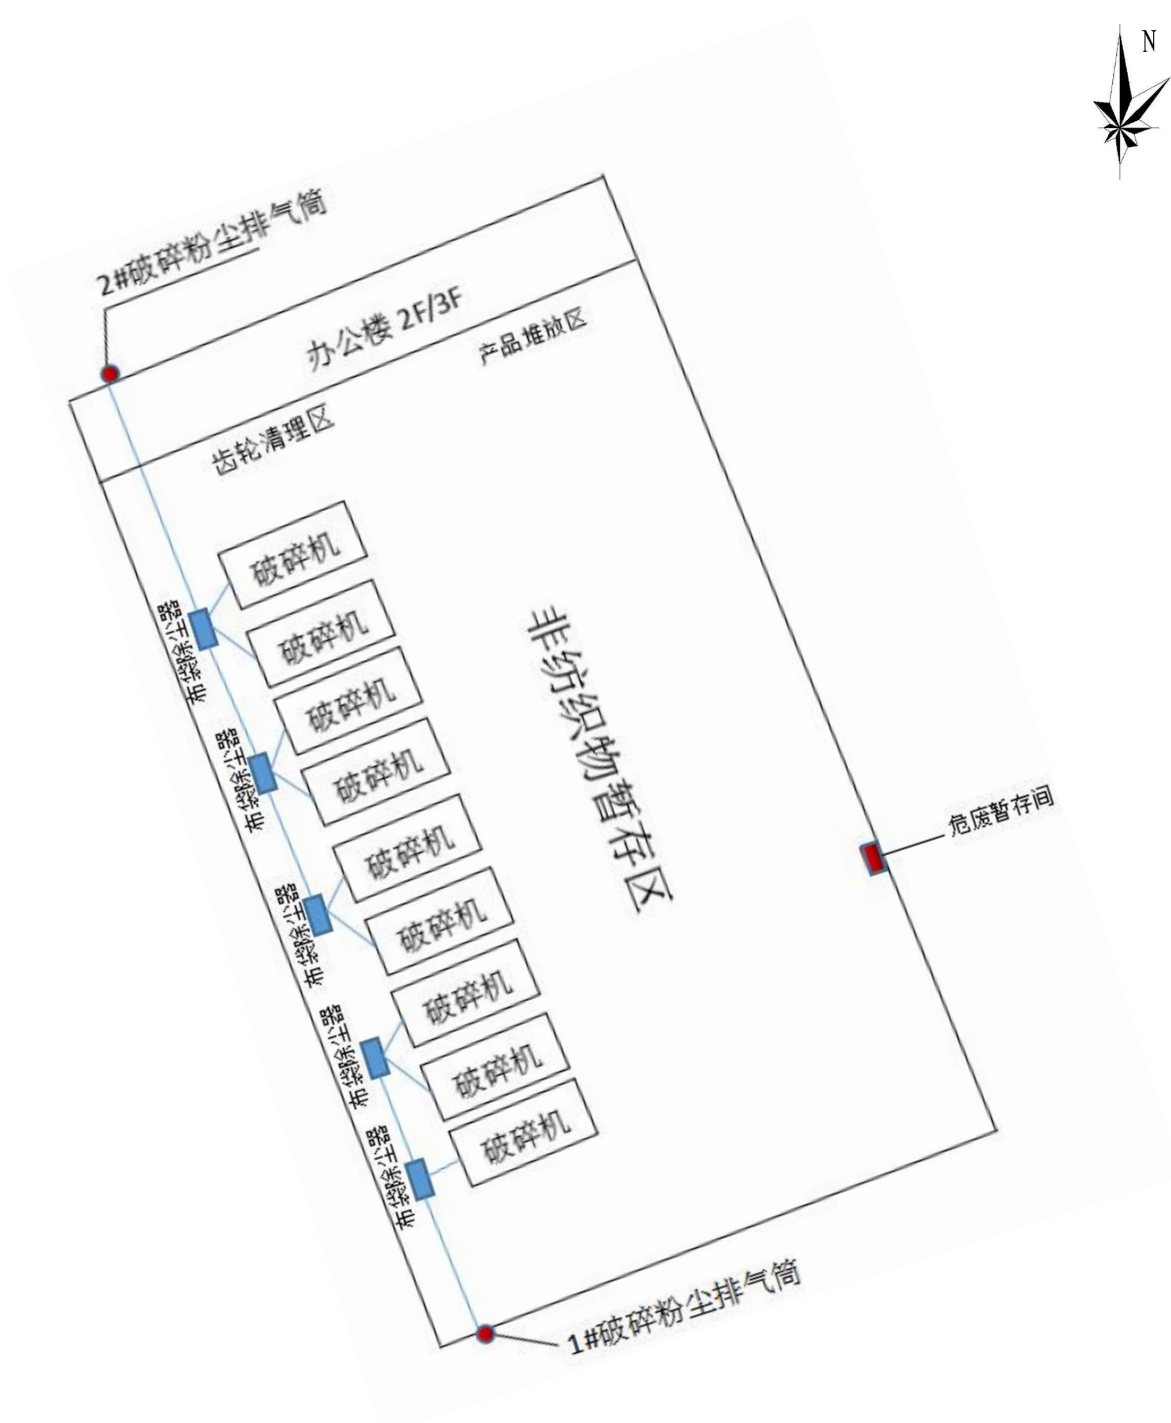 N
2#破碎粉尘排气筒
办公楼 2F/3F
产品堆放区
齿轮清理区
破碎机
破碎机
破碎机
破碎机
破碎机
破碎机
破碎机
破碎机
破碎机
布袋除尘器
布袋除尘器
布袋除尘器
布袋除尘器
布袋除尘器
非纺织物暂存区
危废暂存间
1#破碎粉尘排气筒